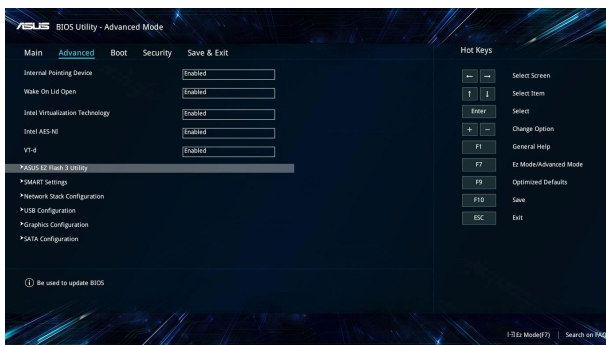 ASUS BIOS Utility - Advanced Mode
Main Advanced Boot Security Save & Exit
Internal Pointing Device Enabled
Wake On Lid Open Enabled
Intel Virtualization Technology Enabled
Intel AES-NI Enabled
VT-d Enabled
ASUS EZ Flash 3 Utility
SMART Settings
Network Stack Configuration
USB Configuration
Graphics Configuration
SATA Configuration
Be used to update BIOS
Hot Keys
← → Select Screen
↑ ↓ Select Item
Enter Select
+ − Change Option
F1 General Help
F7 Ez Mode/Advanced Mode
F9 Optimized Defaults
F10 Save
ESC Exit
Ez Mode(F7) | Search on FAQ